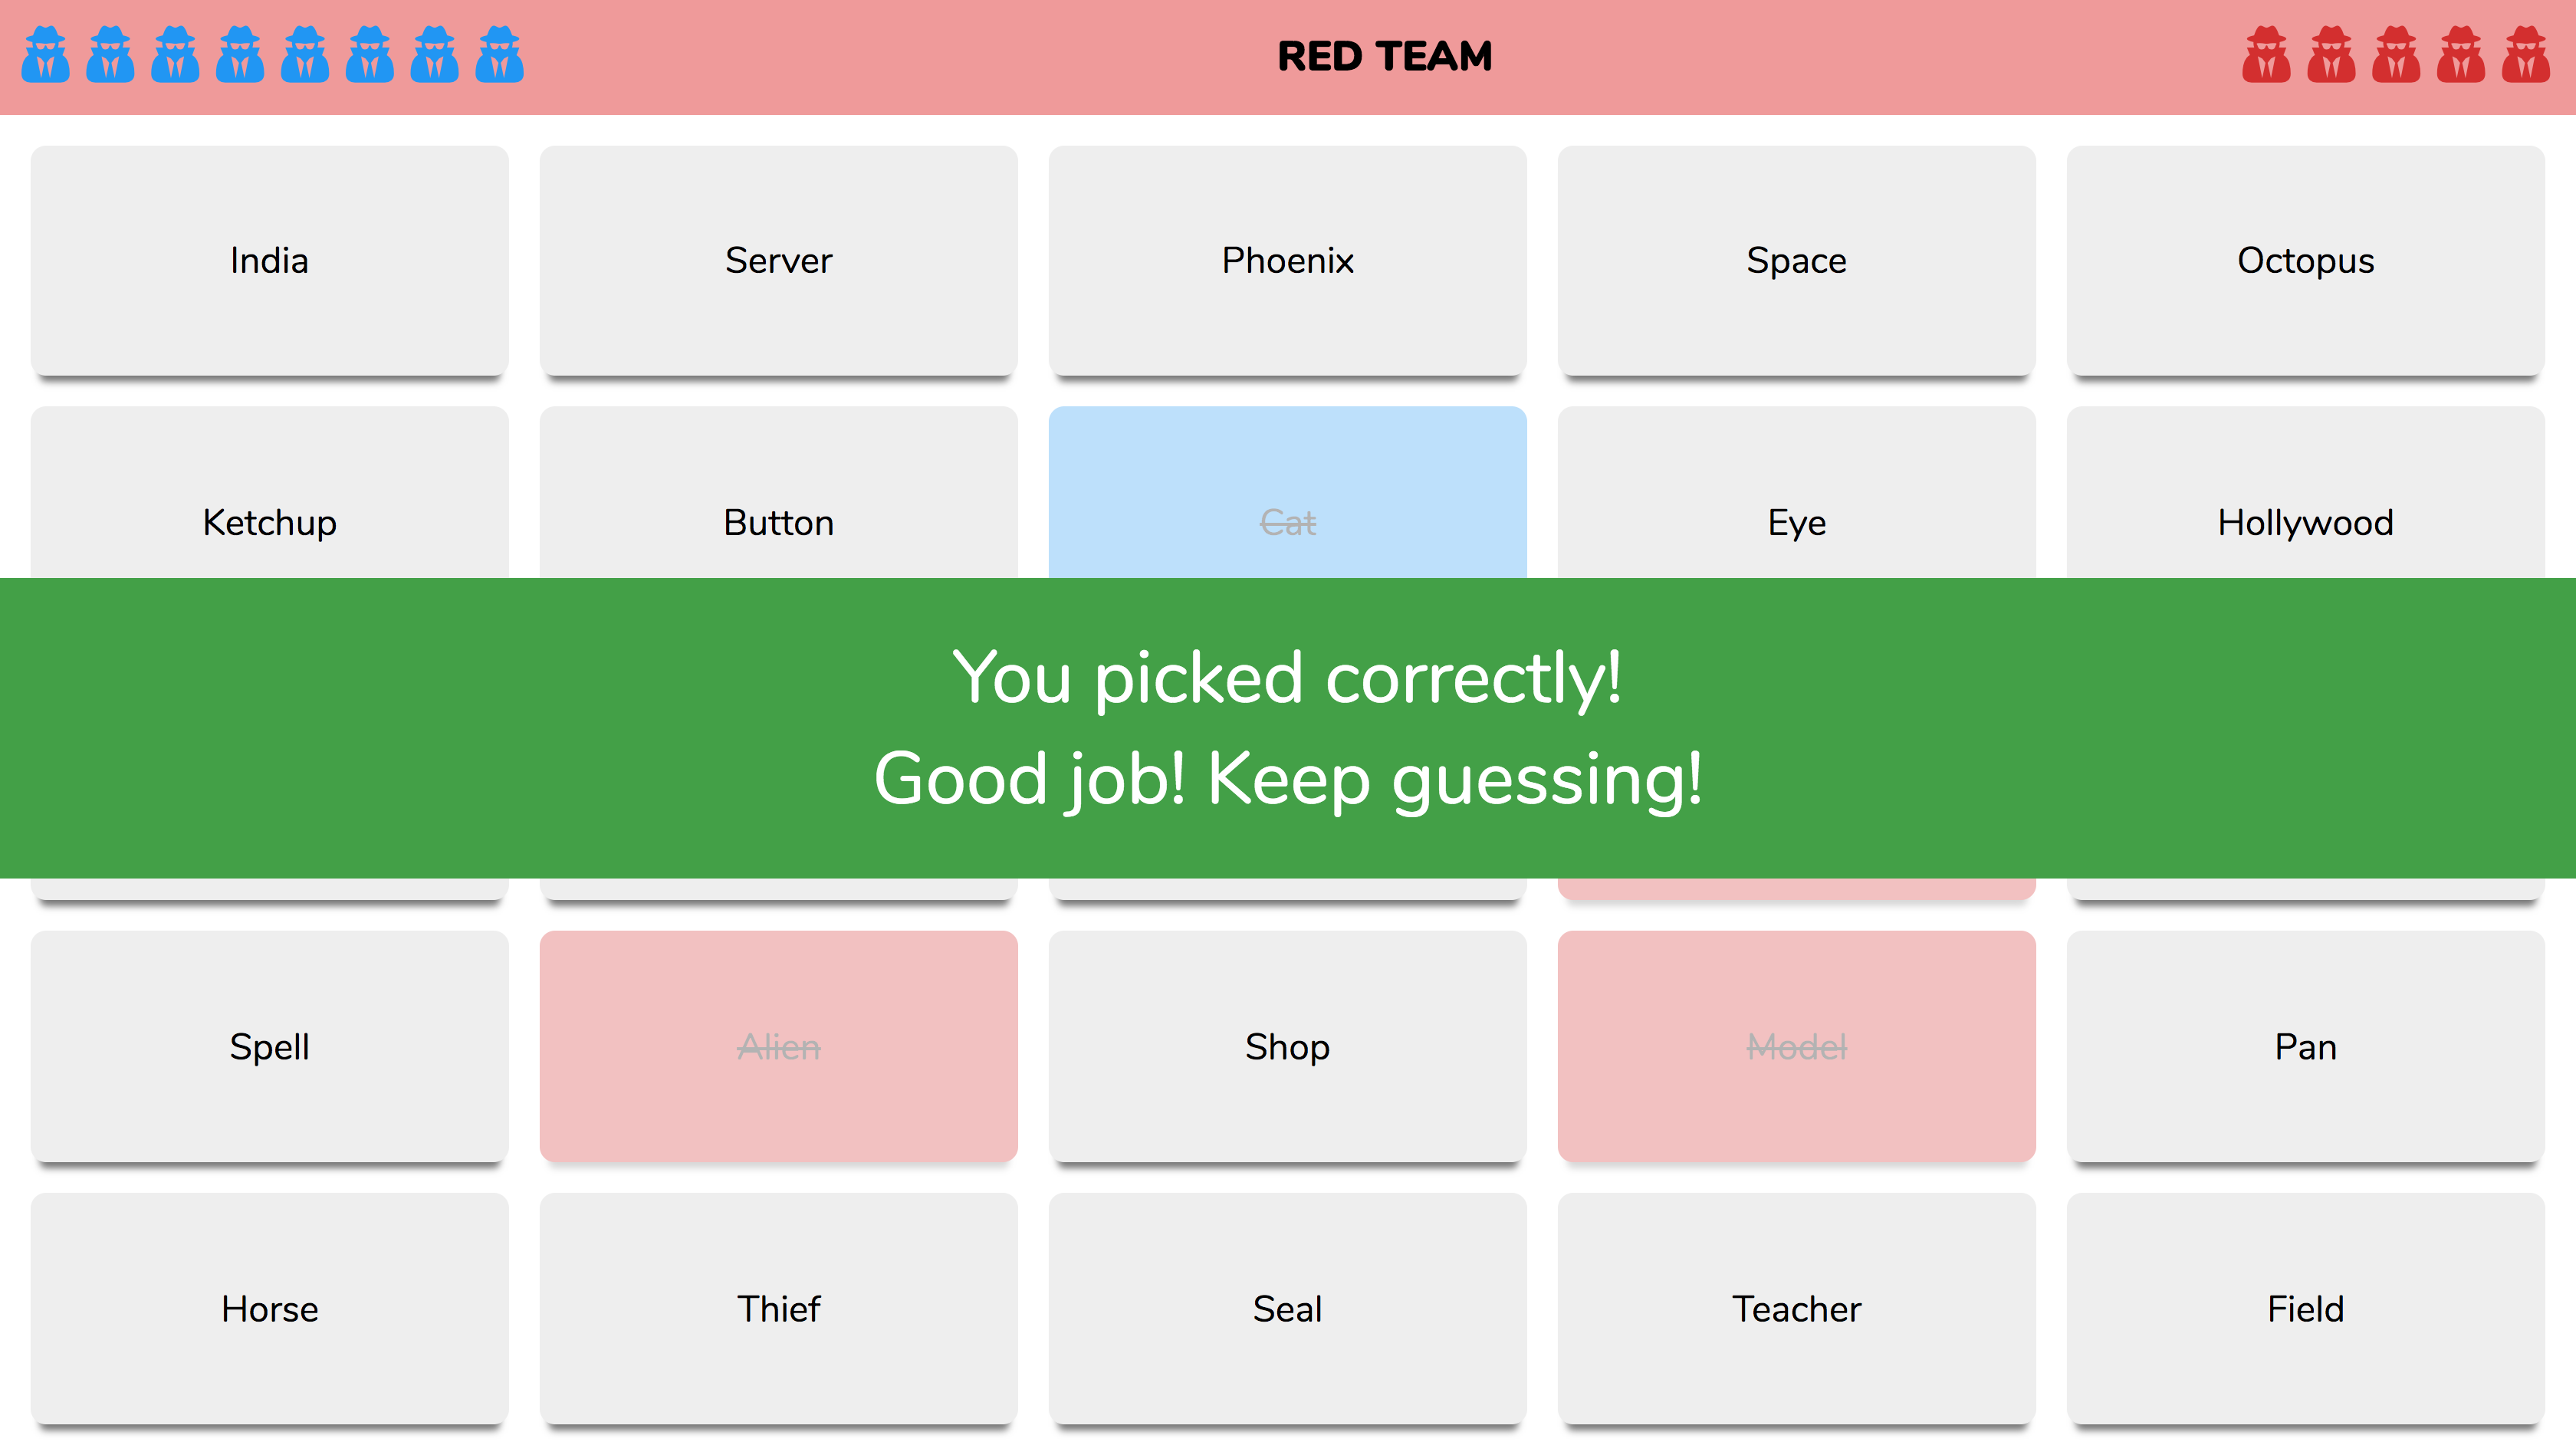 RED TEAM
India
Server
Phoenix
Space
Octopus
Ketchup
Button
Cat
Eye
Hollywood
You picked correctly!
Good job! Keep guessing!
Spell
Alien
Shop
Model
Pan
Horse
Thief
Seal
Teacher
Field